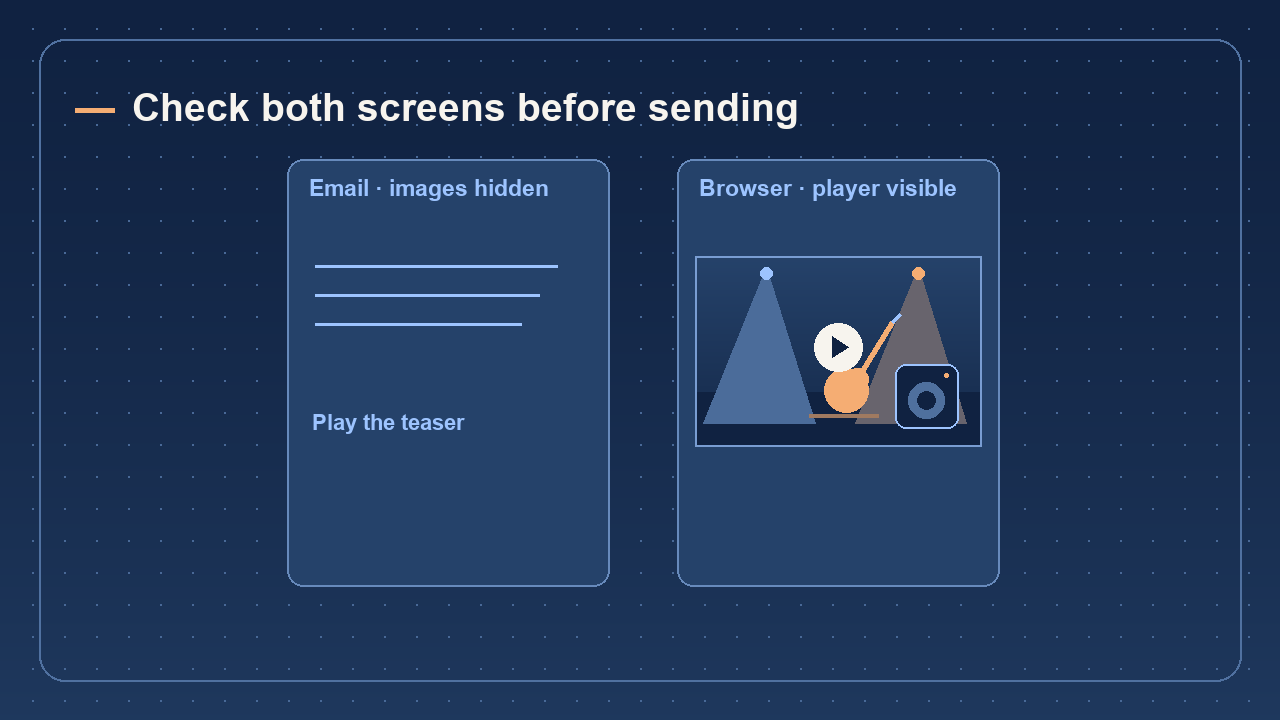 Check both screens before sending
Email · images hidden
Play the teaser
Browser · player visible